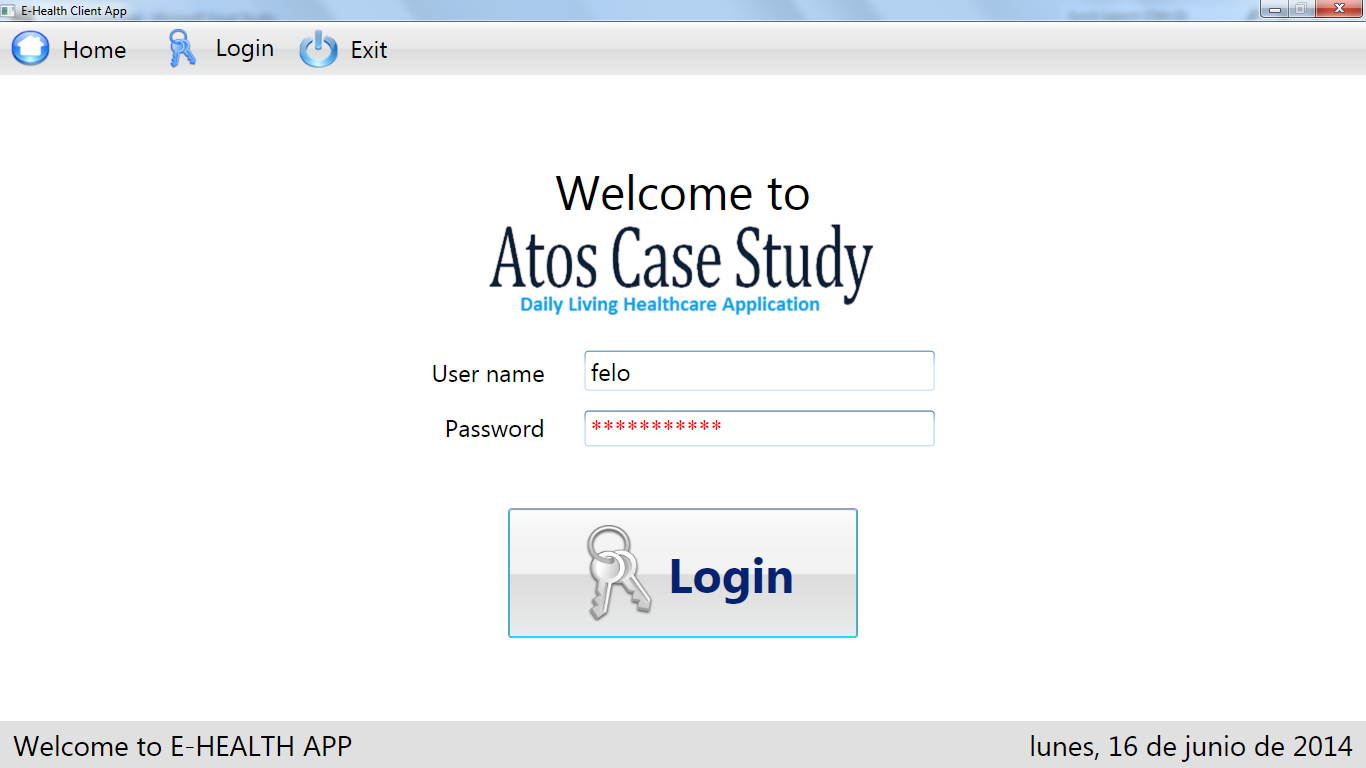 E-Health Client App
Home
Login
Exit
Welcome to
Atos Case Study
Daily Living Healthcare Application
User name
felo
Password
***********
Login
Welcome to E-HEALTH APP
lunes, 16 de junio de 2014